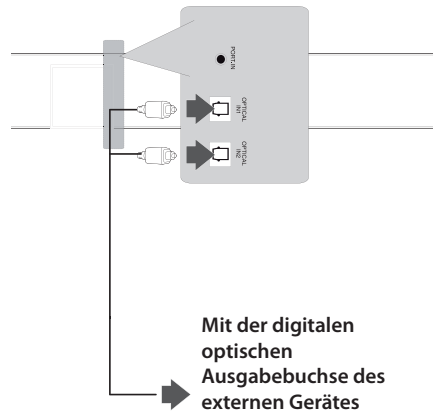 PORT.IN
OPTICAL
IN1
OPTICAL
IN2
Mit der digitalen
optischen
Ausgabebuchse des
externen Gerätes